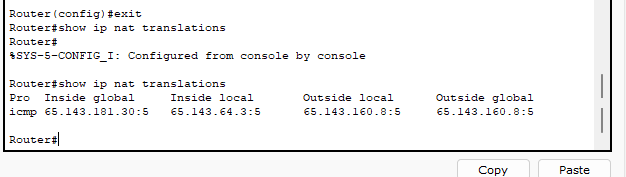 Router(config)#exit
Router#show ip nat translations
Router#
%SYS-5-CONFIG_I: Configured from console by console
Router#show ip nat translations
Pro  Inside global     Inside local       Outside local      Outside global
icmp 65.143.181.30:5   65.143.64.3:5      65.143.160.8:5     65.143.160.8:5
Router#
Copy Paste